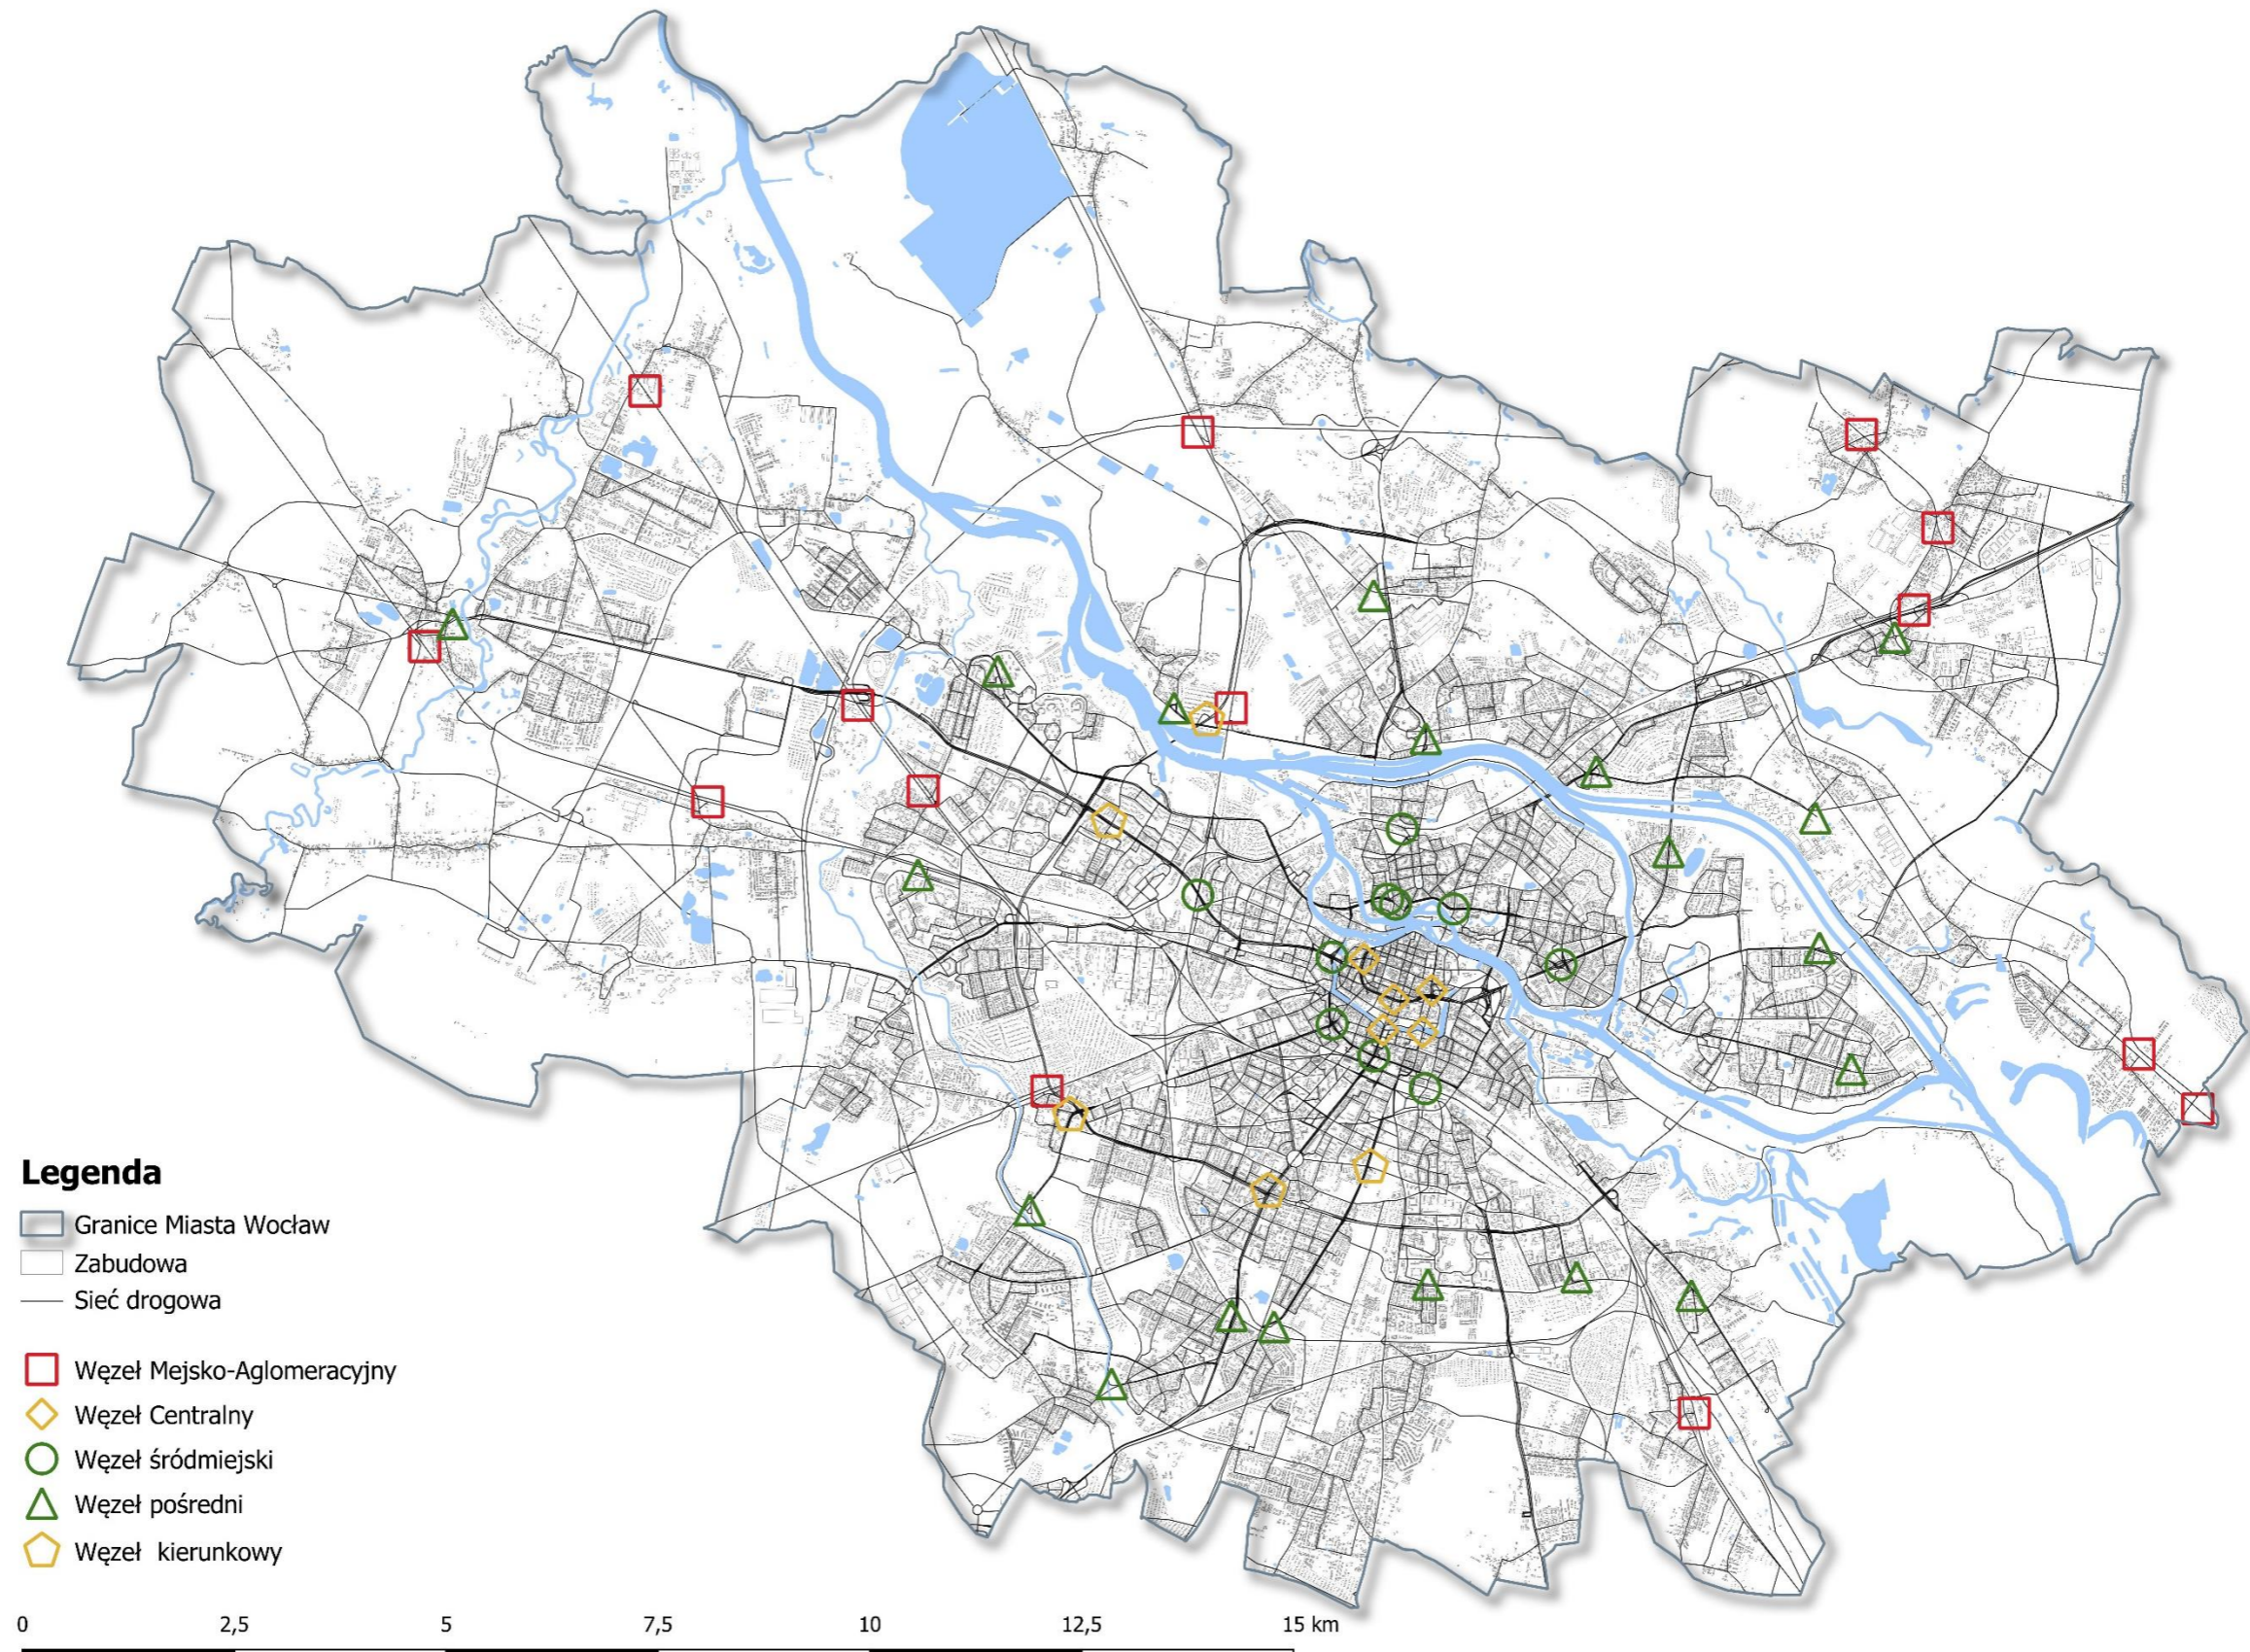 Legenda
Granice Miasta Wocław
Zabudowa
Sieć drogowa
Węzeł Mejsko-Aglomeracyjny
Węzeł Centralny
Węzeł śródmiejski
Węzeł pośredni
Węzeł kierunkowy
0 2,5 5 7,5 10 12,5 15 km